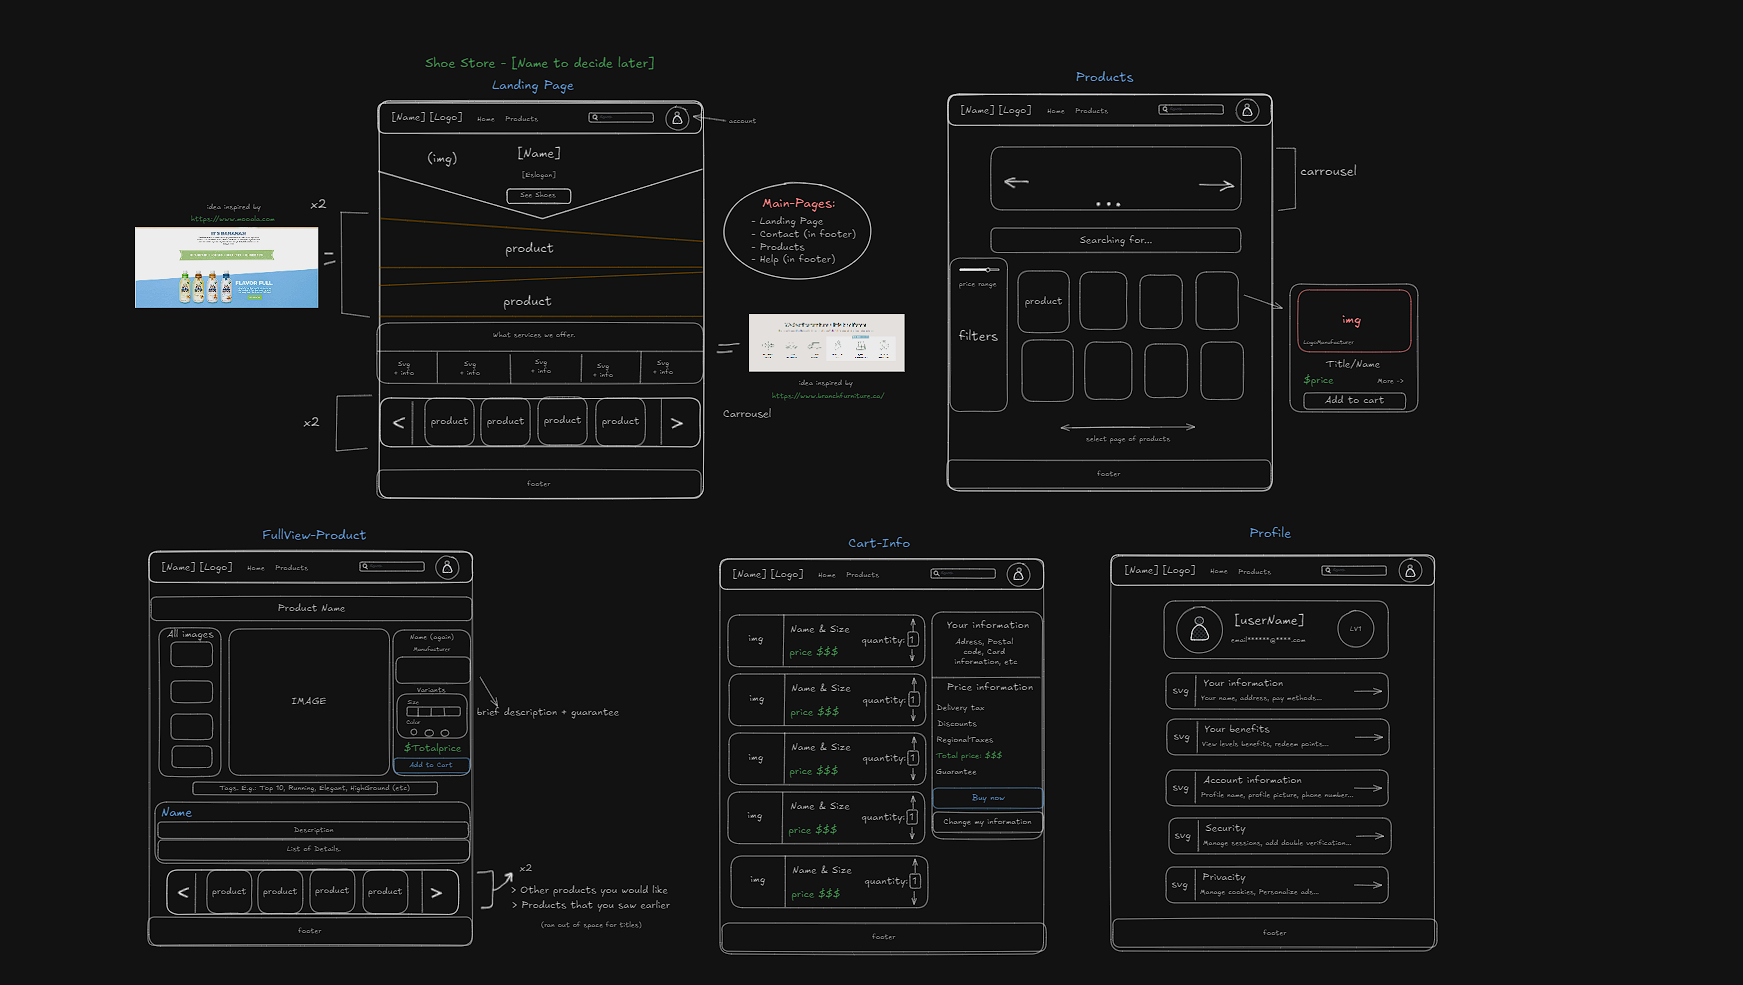 Shoe Store - [Name to decide later]
Landing Page
[Name] [Logo] Home Products
account
(img)
[Name]
[Eslogan]
See Shoes
idea inspired by
https://www.mooala.com
x2
=
IT'S BANANAS!
FLAVOR FULL
product
product
What services we offer.
Svg
+ info
Svg
+ info
Svg
+ info
Svg
+ info
Svg
+ info
=
idea inspired by
https://www.branchfurniture.ca/
x2
< product product product product >
Carrousel
footer
Main-Pages:
- Landing Page
- Contact (in footer)
- Products
- Help (in footer)
Products
[Name] [Logo] Home Products
carrousel
Searching for...
price range
filters
product
img
LogoManufacturer
Title/Name
$price
More ->
Add to cart
select page of products
footer
FullView-Product
[Name] [Logo] Home Products
Product Name
All images
IMAGE
Name (again)
Manufacturer
Variants
Size
Color
$Totalprice
Add to Cart
brief description + guarantee
Tags. E.g.: Top 10, Running, Elegant, HighGround (etc)
Name
Description
List of Details.
< product product product product >
x2
> Other products you would like
> Products that you saw earlier
(ran out of space for titles)
footer
Cart-Info
[Name] [Logo] Home Products
img
Name & Size
price $$$
quantity: 1
img
Name & Size
price $$$
quantity: 1
img
Name & Size
price $$$
quantity: 1
img
Name & Size
price $$$
quantity: 1
img
Name & Size
price $$$
quantity: 1
Your information
Adress, Postal
code, Card
information, etc
Price information
Delivery tax
Discounts
RegionalTaxes
Total price: $$$
Guarantee
Buy now
Change my information
footer
Profile
[Name] [Logo] Home Products
[userName]
email******@****.com
LV1
svg
Your information
Your name, address, pay methods...
svg
Your benefits
View levels benefits, redeem points...
svg
Account information
Profile name, profile picture, phone number...
svg
Security
Manage sessions, add double verification...
svg
Privacity
Manage cookies, Personalize ads...
footer